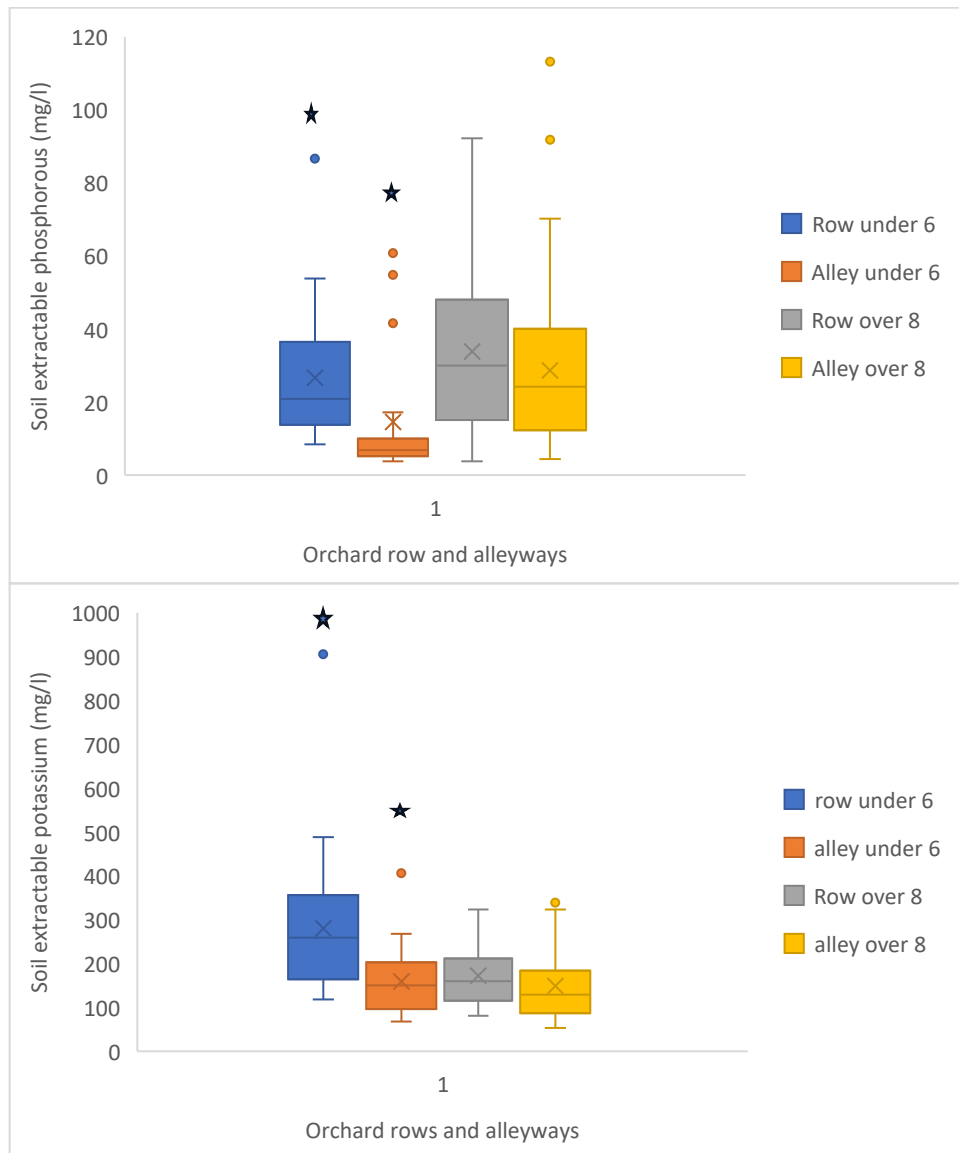 Soil extractable phosphorous (mg/l)
120
100
80
60
40
20
0
1
Orchard row and alleyways
Row under 6
Alley under 6
Row over 8
Alley over 8
Soil extractable potassium (mg/l)
1000
900
800
700
600
500
400
300
200
100
0
1
Orchard rows and alleyways
row under 6
alley under 6
Row over 8
alley over 8